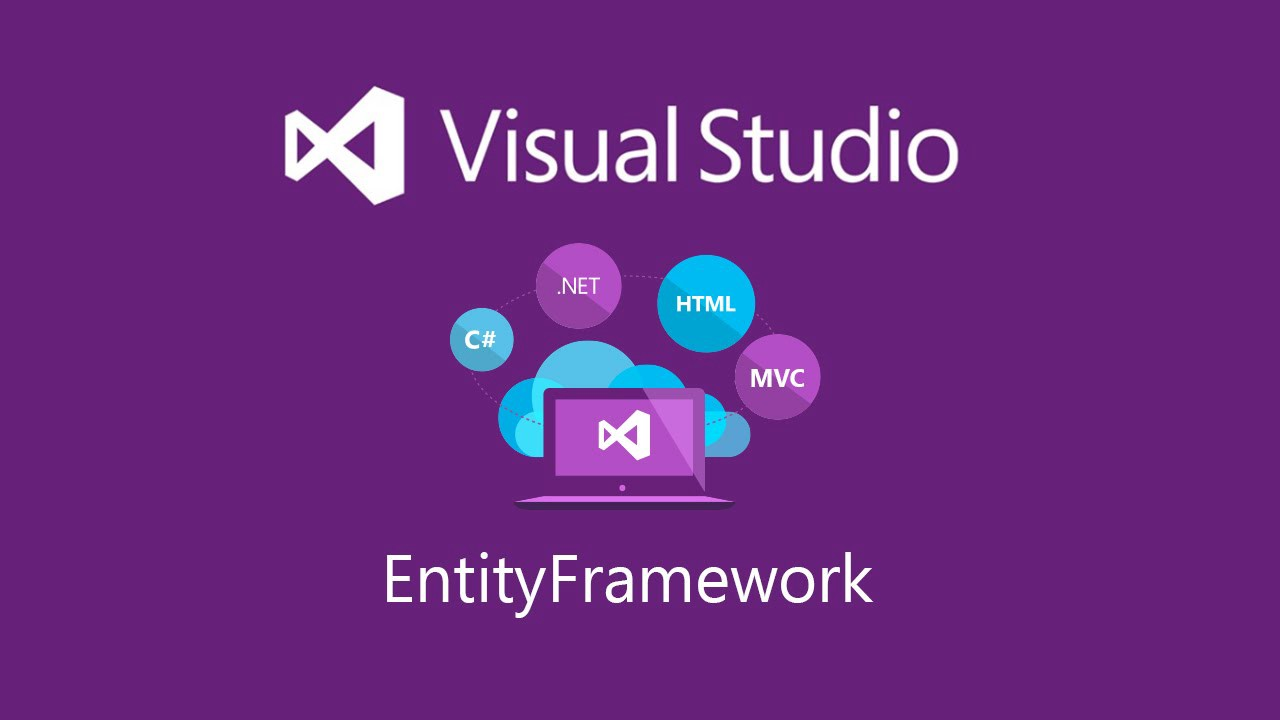 Visual Studio
.NET
HTML
C#
MVC
EntityFramework